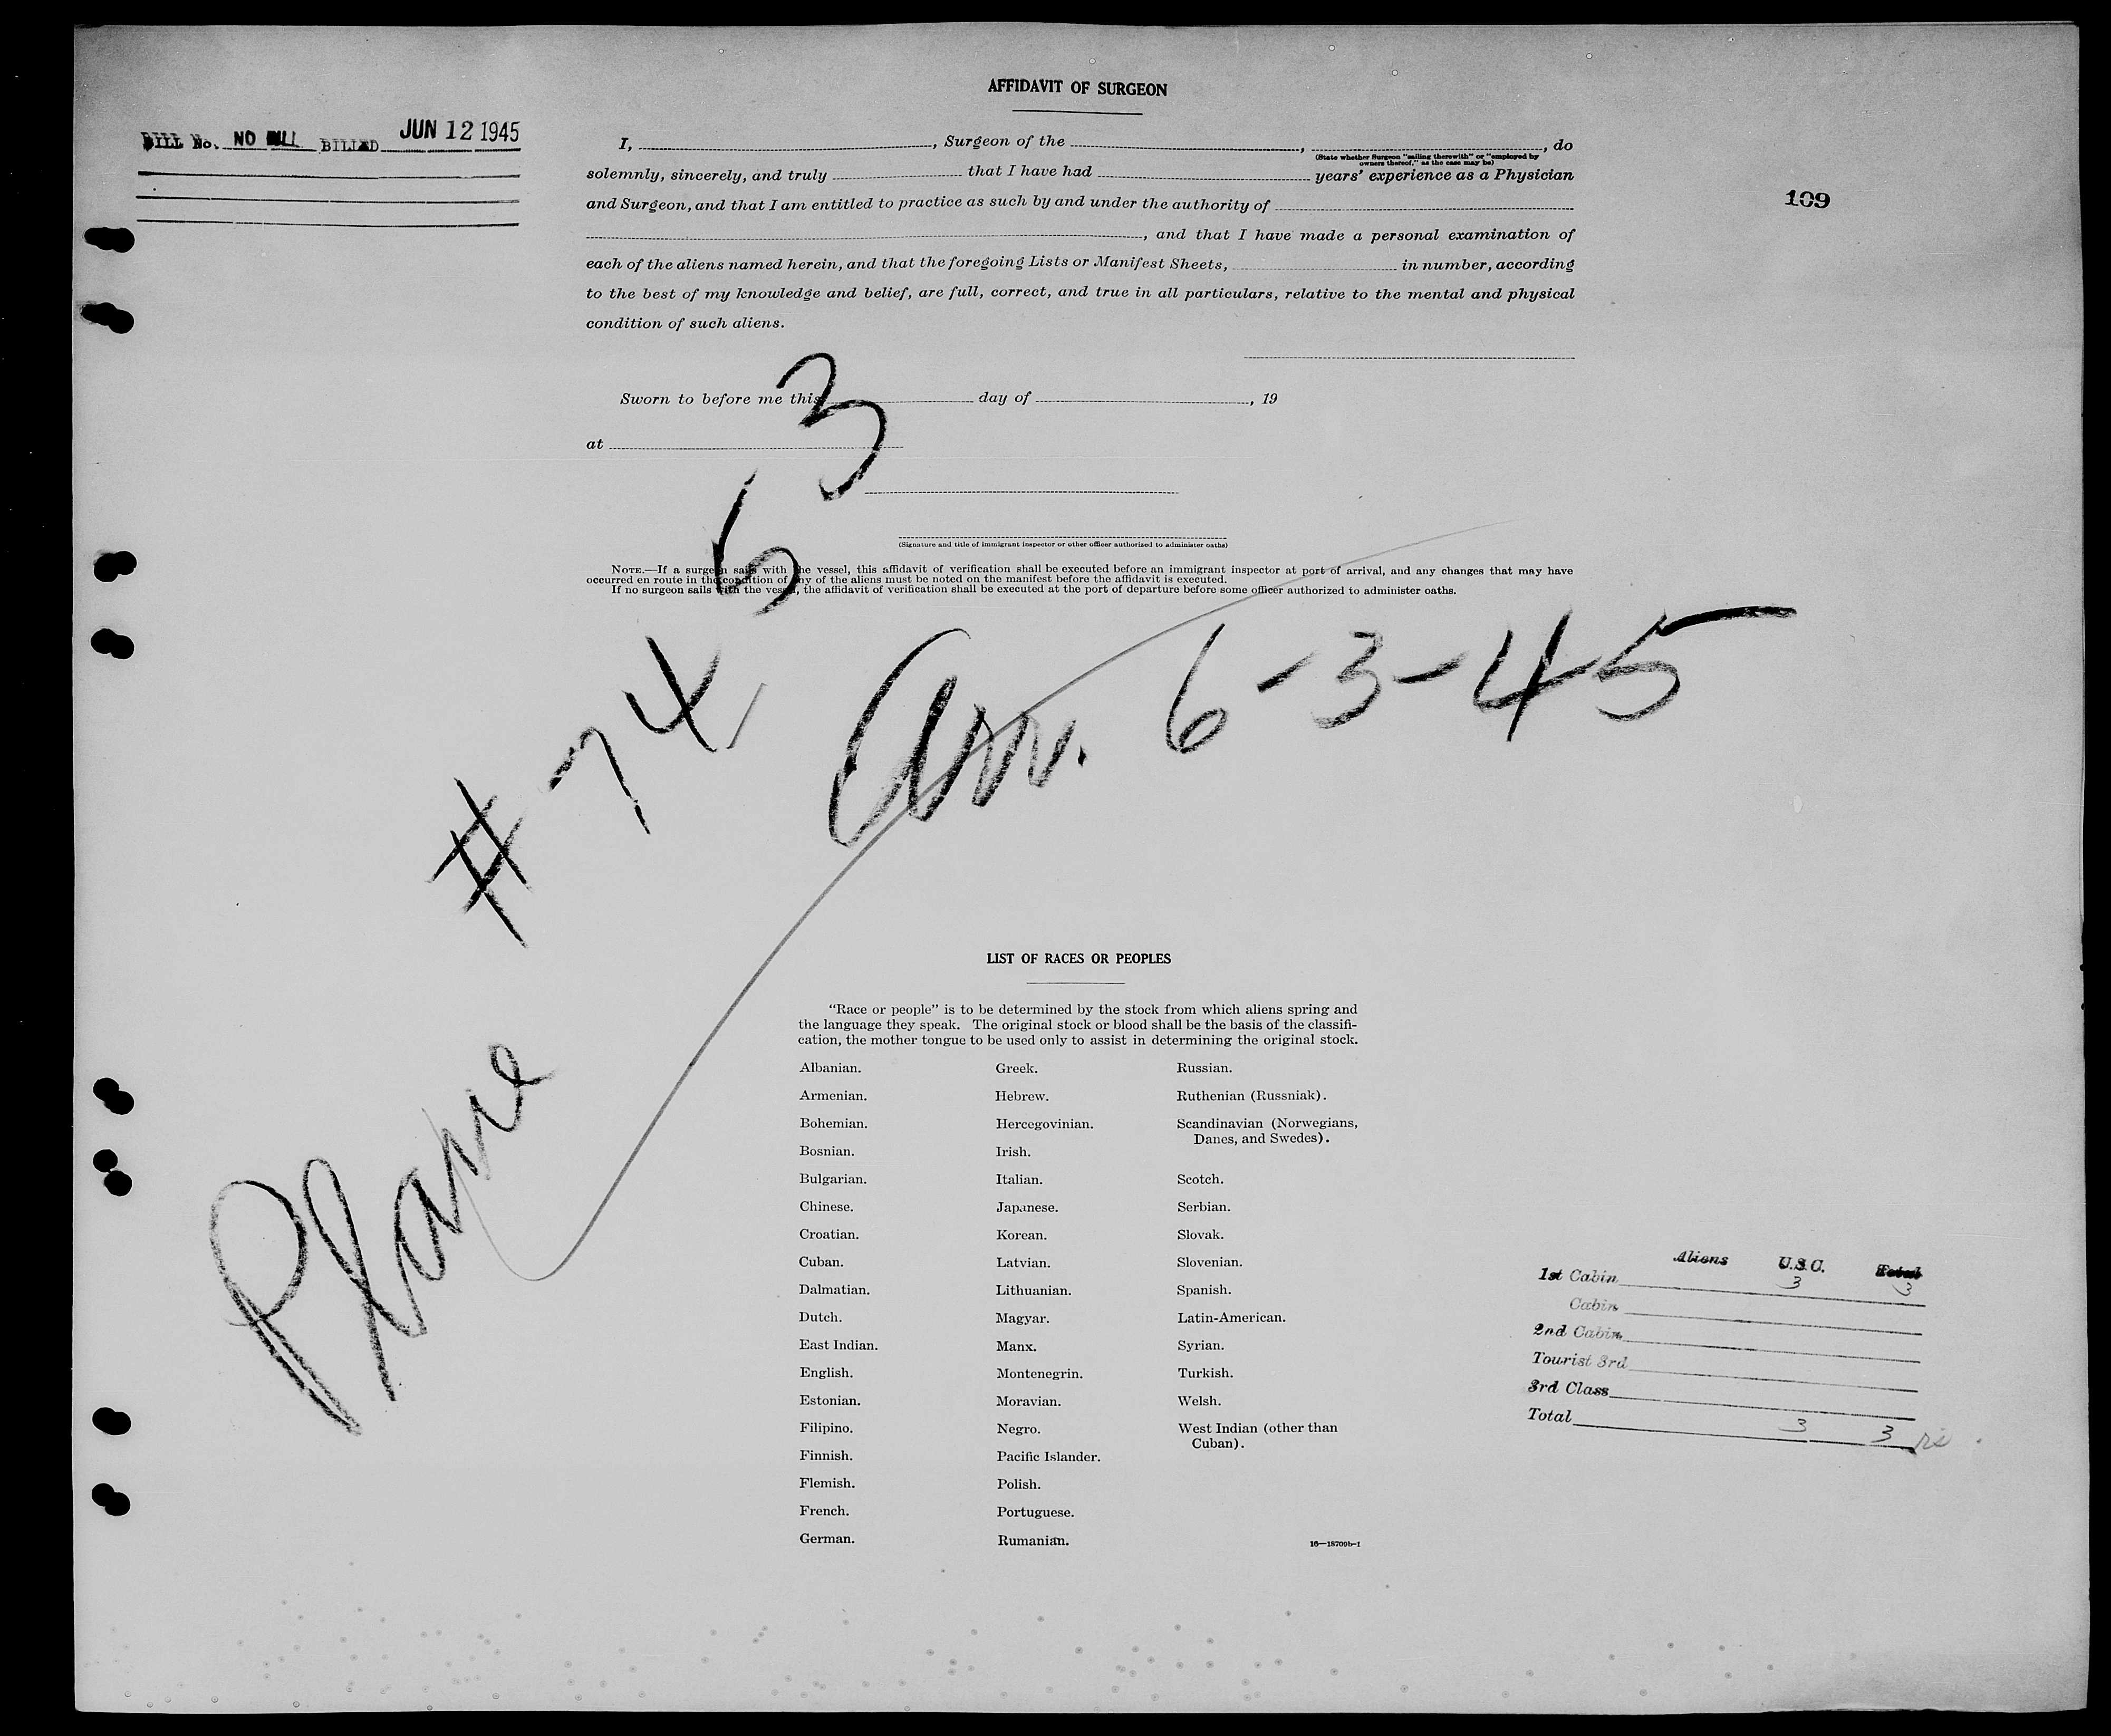 AFFIDAVIT OF SURGEON
BILL No. NO BILL BILLED JUN 12 1945
109
I, , Surgeon of the , , do
(State whether Surgeon "sailing therewith" or "employed by
owners thereof," as the case may be)
solemnly, sincerely, and truly that I have had years' experience as a Physician
and Surgeon, and that I am entitled to practice as such by and under the authority of
, and that I have made a personal examination of
each of the aliens named herein, and that the foregoing Lists or Manifest Sheets, in number, according
to the best of my knowledge and belief, are full, correct, and true in all particulars, relative to the mental and physical
condition of such aliens.
Sworn to before me this day of , 19
at
(Signature and title of immigrant inspector or other officer authorized to administer oaths)
NOTE.—If a surgeon sails with the vessel, this affidavit of verification shall be executed before an immigrant inspector at port of arrival, and any changes that may have
occurred en route in the condition of any of the aliens must be noted on the manifest before the affidavit is executed.
If no surgeon sails with the vessel, the affidavit of verification shall be executed at the port of departure before some officer authorized to administer oaths.
Plane # 74 53
Arr. 6-3-45
LIST OF RACES OR PEOPLES
"Race or people" is to be determined by the stock from which aliens spring and
the language they speak. The original stock or blood shall be the basis of the classifi-
cation, the mother tongue to be used only to assist in determining the original stock.
Albanian. Greek. Russian.
Armenian. Hebrew. Ruthenian (Russniak).
Bohemian. Hercegovinian. Scandinavian (Norwegians,
Danes, and Swedes).
Bosnian. Irish.
Bulgarian. Italian. Scotch.
Chinese. Japanese. Serbian.
Croatian. Korean. Slovak.
Cuban. Latvian. Slovenian.
Dalmatian. Lithuanian. Spanish.
Dutch. Magyar. Latin-American.
East Indian. Manx. Syrian.
English. Montenegrin. Turkish.
Estonian. Moravian. Welsh.
Filipino. Negro. West Indian (other than
Cuban).
Finnish. Pacific Islander.
Flemish. Polish.
French. Portuguese.
German. Rumanian.
16—18709b-1
Aliens U.S.C. Total
1st Cabin 3 3
Cabin
2nd Cabin
Tourist 3rd
3rd Class
Total 3 3